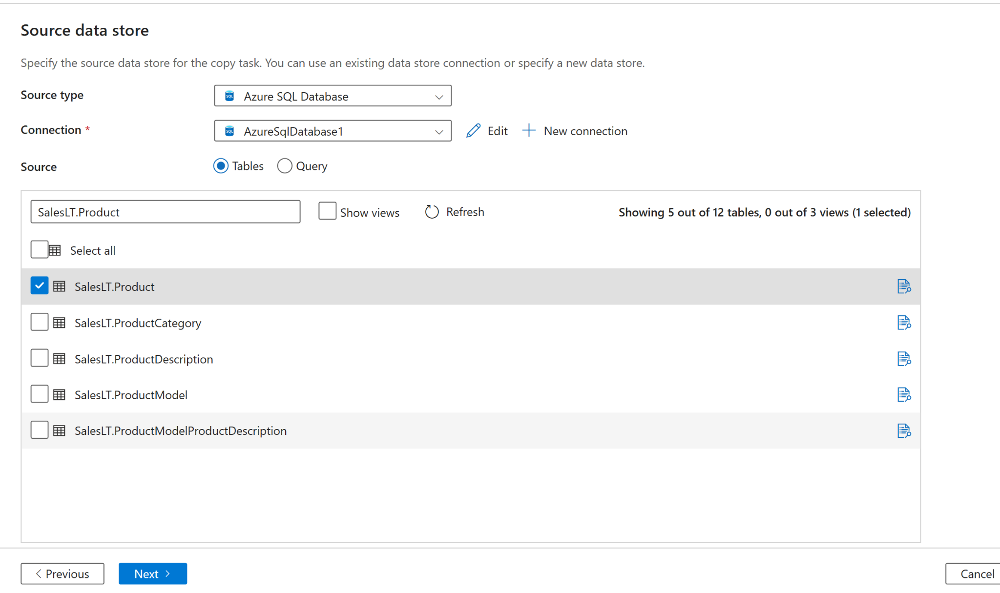 Source data store
Specify the source data store for the copy task. You can use an existing data store connection or specify a new data store.
Source type
SQL Azure SQL Database
Connection *
SQL AzureSqlDatabase1
Edit
New connection
Source
Tables
Query
SalesLT.Product
Show views
Refresh
Showing 5 out of 12 tables, 0 out of 3 views (1 selected)
Select all
SalesLT.Product
SalesLT.ProductCategory
SalesLT.ProductDescription
SalesLT.ProductModel
SalesLT.ProductModelProductDescription
Previous
Next
Cancel